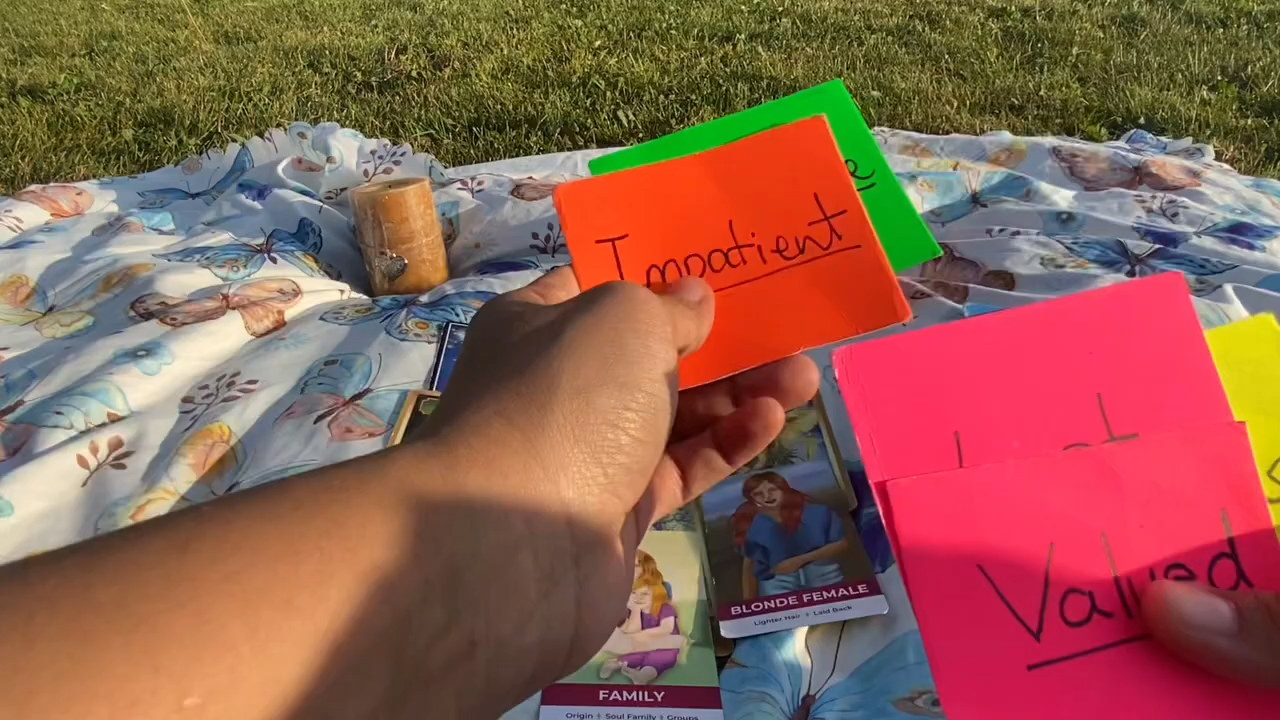 Impatient
Valued
BLONDE FEMALE
Lighter Hair + Laid Back
FAMILY
Origin + Soul Family + Groups